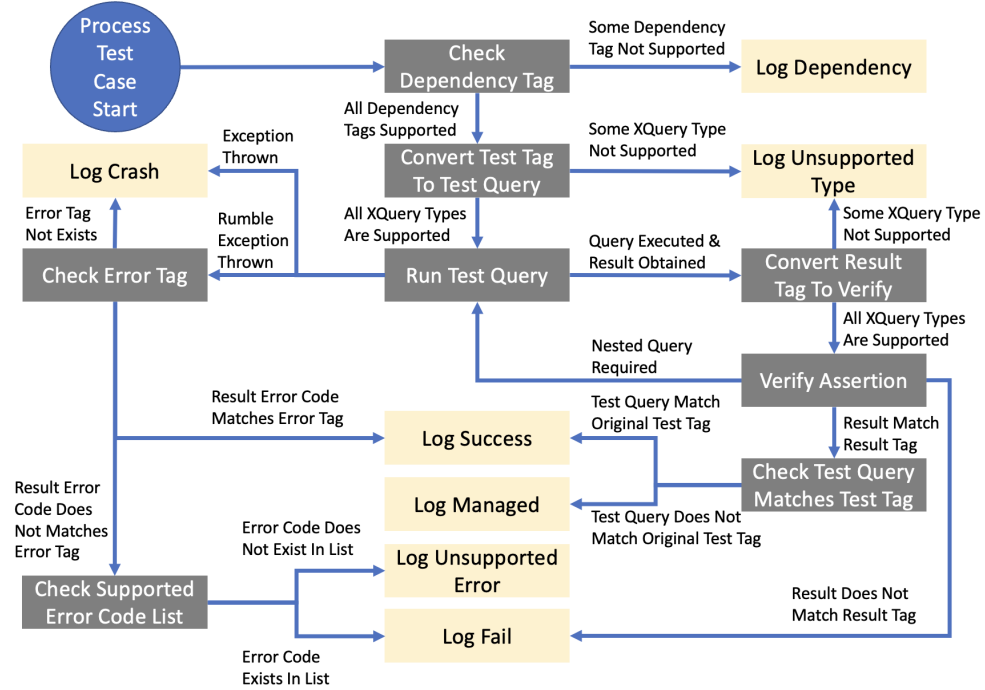 Process
Test
Case
Start
Check
Dependency Tag
Some Dependency
Tag Not Supported
Log Dependency
All Dependency
Tags Supported
Exception
Thrown
Log Crash
Convert Test Tag
To Test Query
Some XQuery Type
Not Supported
Log Unsupported
Type
Error Tag
Not Exists
Rumble
Exception
Thrown
All XQuery Types
Are Supported
Query Executed &
Result Obtained
Some XQuery Type
Not Supported
Check Error Tag
Run Test Query
Convert Result
Tag To Verify
All XQuery Types
Are Supported
Nested Query
Required
Verify Assertion
Result Error Code
Matches Error Tag
Log Success
Test Query Match
Original Test Tag
Result Match
Result Tag
Check Test Query
Matches Test Tag
Log Managed
Test Query Does Not
Match Original Test Tag
Result Error
Code Does
Not Matches
Error Tag
Error Code Does
Not Exist In List
Log Unsupported
Error
Check Supported
Error Code List
Result Does Not
Match Result Tag
Log Fail
Error Code
Exists In List